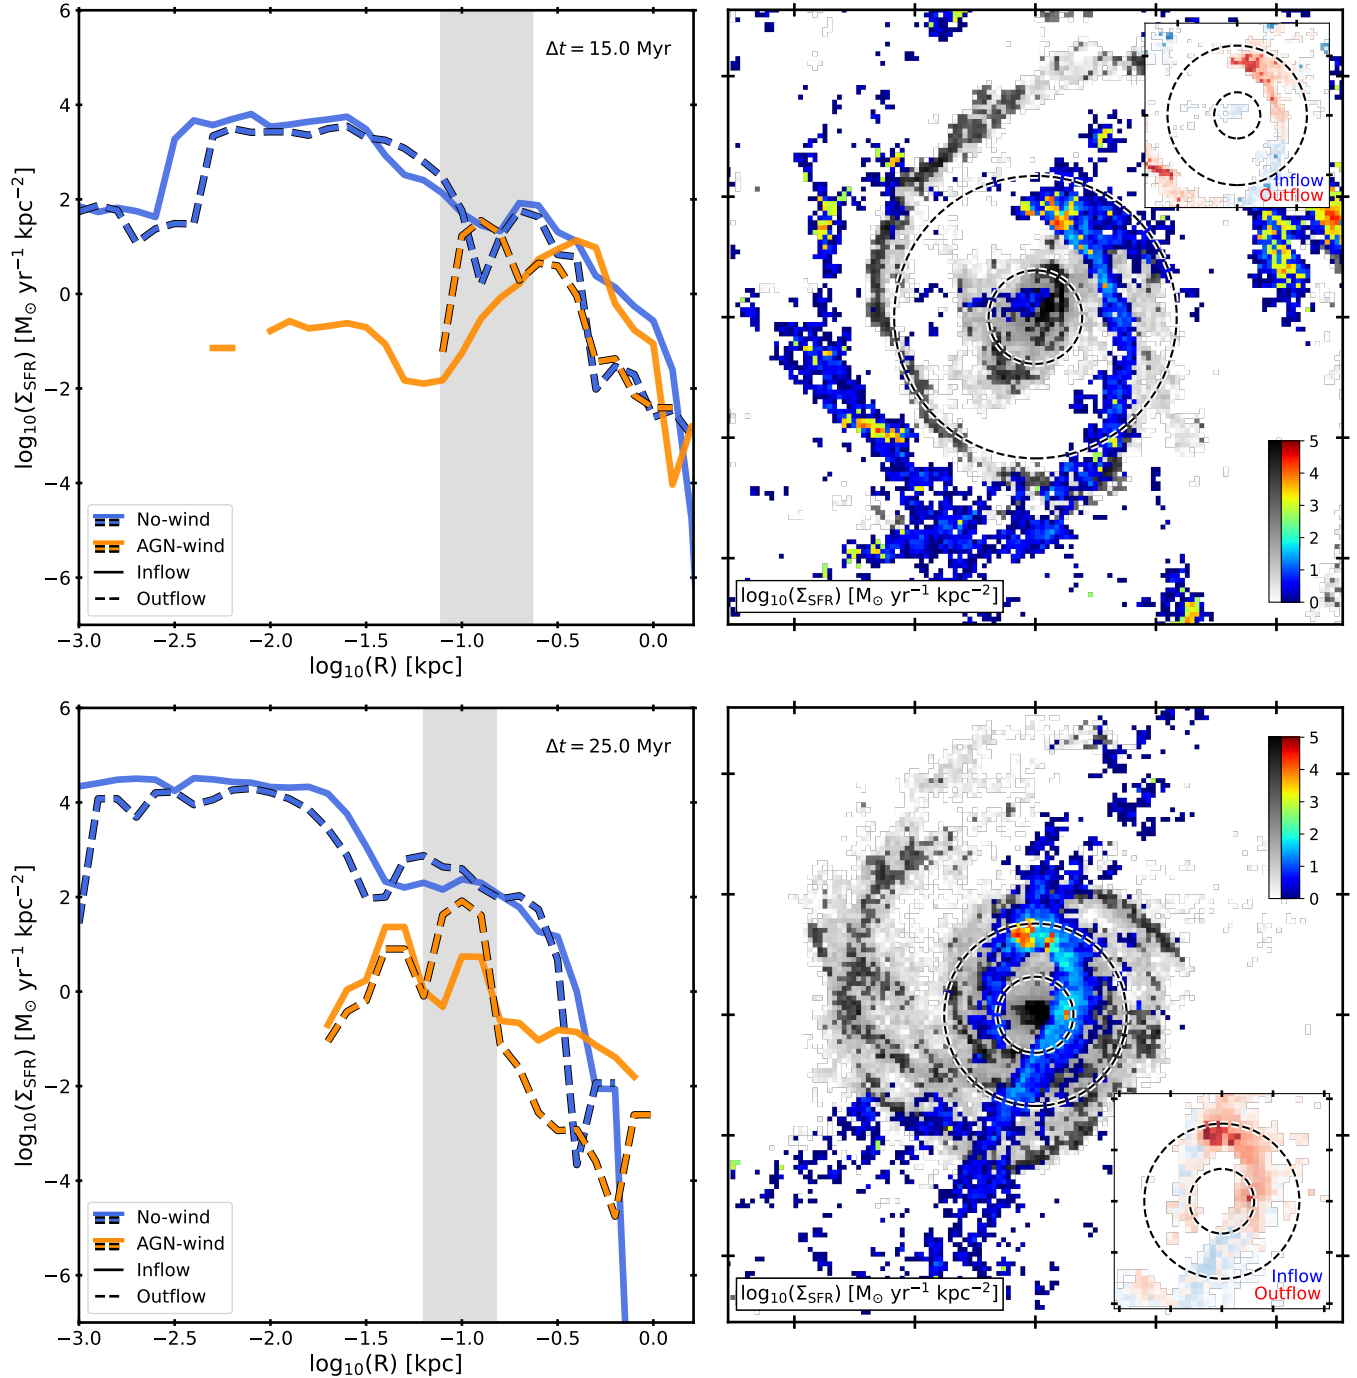 Δt = 15.0 Myr
log₁₀(Σ_SFR) [M☉ yr⁻¹ kpc⁻²]
6
4
2
0
−2
−4
−6
No-wind
AGN-wind
Inflow
Outflow
−3.0 −2.5 −2.0 −1.5 −1.0 −0.5 0.0
log₁₀(R) [kpc]
Inflow
Outflow
5
4
3
2
1
0
log₁₀(Σ_SFR) [M☉ yr⁻¹ kpc⁻²]
Δt = 25.0 Myr
log₁₀(Σ_SFR) [M☉ yr⁻¹ kpc⁻²]
6
4
2
0
−2
−4
−6
No-wind
AGN-wind
Inflow
Outflow
−3.0 −2.5 −2.0 −1.5 −1.0 −0.5 0.0
log₁₀(R) [kpc]
5
4
3
2
1
0
Inflow
Outflow
log₁₀(Σ_SFR) [M☉ yr⁻¹ kpc⁻²]